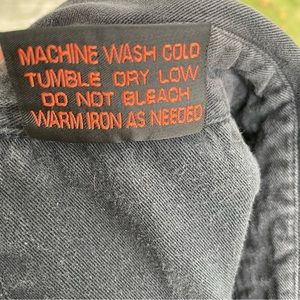 MACHINE WASH COLD
TUMBLE DRY LOW
DO NOT BLEACH
WARM IRON AS NEEDED